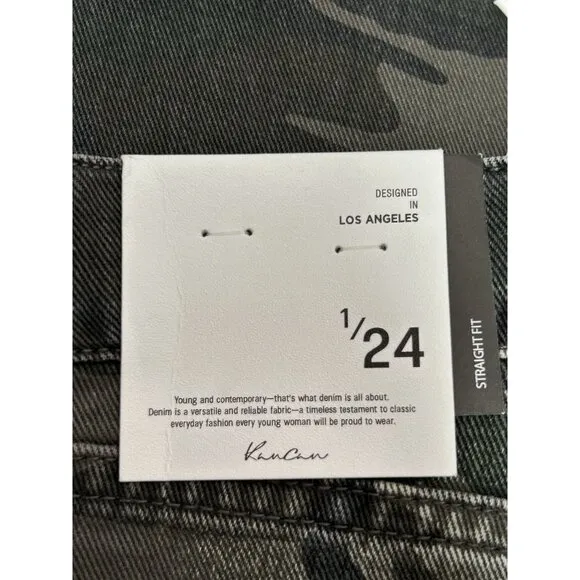 DESIGNED
IN
LOS ANGELES
1/24
STRAIGHT FIT
Young and contemporary—that's what denim is all about.
Denim is a versatile and reliable fabric—a timeless testament to classic
everyday fashion every young woman will be proud to wear.
KanCan